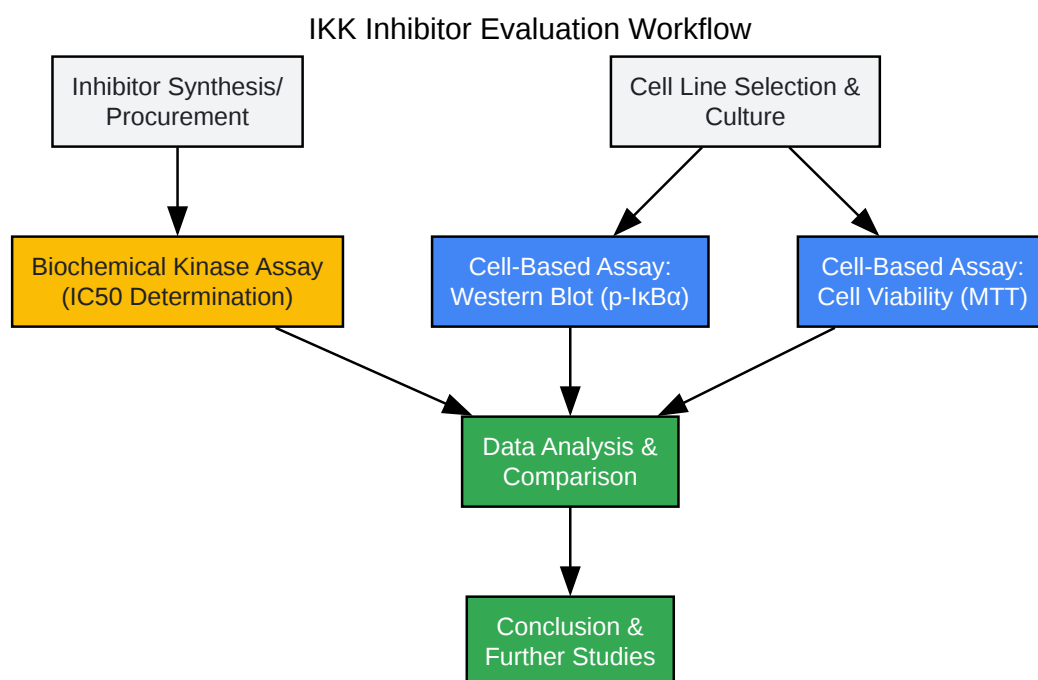 IKK Inhibitor Evaluation Workflow
Inhibitor Synthesis/
Procurement
Cell Line Selection &
Culture
Biochemical Kinase Assay
(IC50 Determination)
Cell-Based Assay:
Western Blot (p-IκBα)
Cell-Based Assay:
Cell Viability (MTT)
Data Analysis &
Comparison
Conclusion &
Further Studies